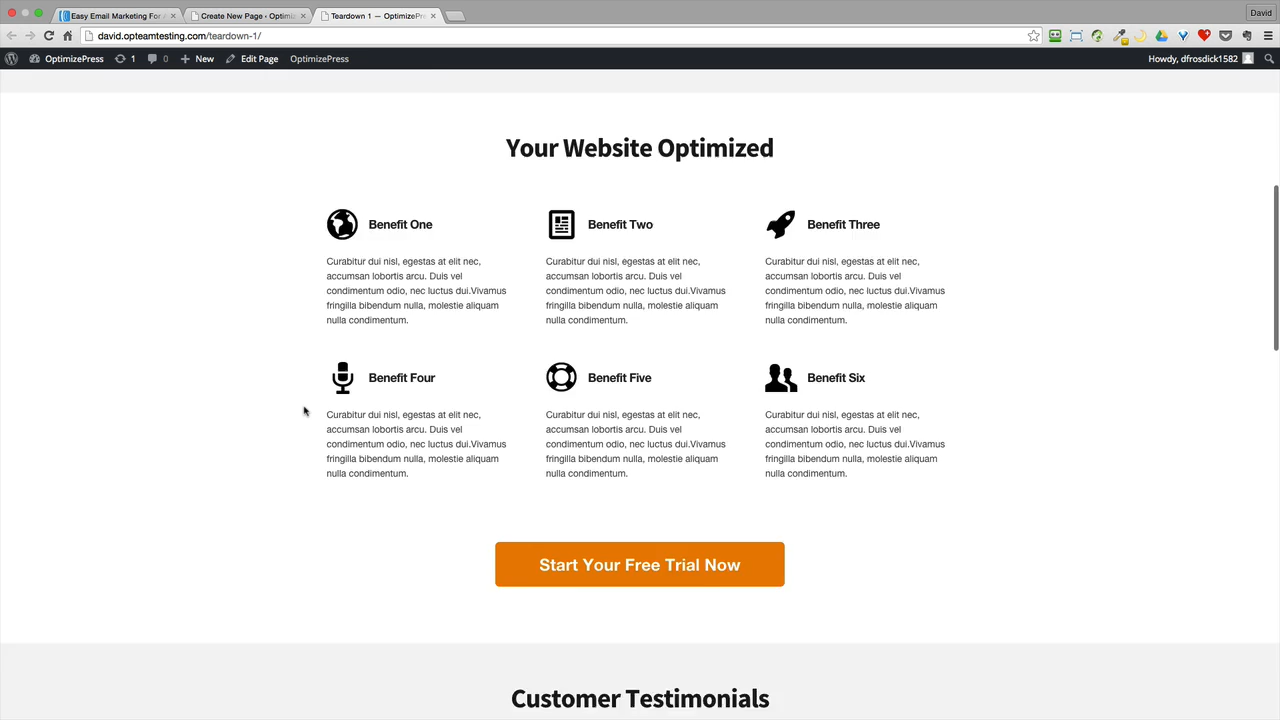 Easy Email Marketing For A
Create New Page ‹ Optimiz
Teardown 1 — OptimizePre
David
david.opteamtesting.com/teardown-1/
OptimizePress
1
0
New
Edit Page
OptimizePress
Howdy, dfrosdick1582
Your Website Optimized
Benefit One
Curabitur dui nisl, egestas at elit nec,
accumsan lobortis arcu. Duis vel
condimentum odio, nec luctus dui.Vivamus
fringilla bibendum nulla, molestie aliquam
nulla condimentum.
Benefit Two
Curabitur dui nisl, egestas at elit nec,
accumsan lobortis arcu. Duis vel
condimentum odio, nec luctus dui.Vivamus
fringilla bibendum nulla, molestie aliquam
nulla condimentum.
Benefit Three
Curabitur dui nisl, egestas at elit nec,
accumsan lobortis arcu. Duis vel
condimentum odio, nec luctus dui.Vivamus
fringilla bibendum nulla, molestie aliquam
nulla condimentum.
Benefit Four
Curabitur dui nisl, egestas at elit nec,
accumsan lobortis arcu. Duis vel
condimentum odio, nec luctus dui.Vivamus
fringilla bibendum nulla, molestie aliquam
nulla condimentum.
Benefit Five
Curabitur dui nisl, egestas at elit nec,
accumsan lobortis arcu. Duis vel
condimentum odio, nec luctus dui.Vivamus
fringilla bibendum nulla, molestie aliquam
nulla condimentum.
Benefit Six
Curabitur dui nisl, egestas at elit nec,
accumsan lobortis arcu. Duis vel
condimentum odio, nec luctus dui.Vivamus
fringilla bibendum nulla, molestie aliquam
nulla condimentum.
Start Your Free Trial Now
Customer Testimonials